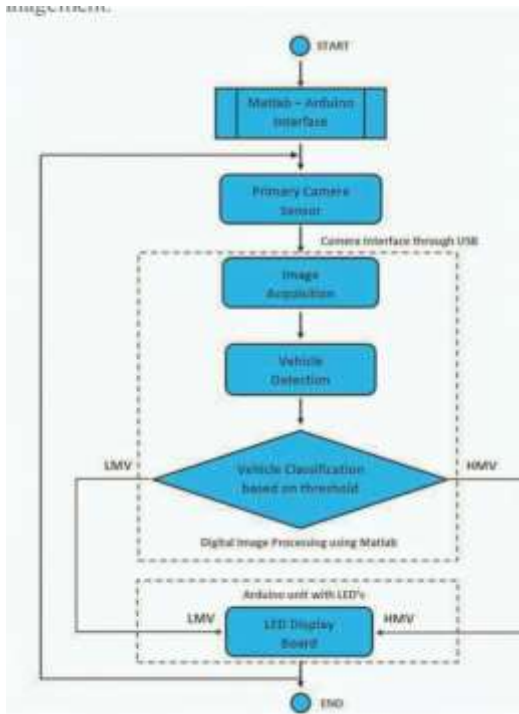 START
Matlab – Arduino
Interface
Primary Camera
Sensor
Camera Interface through USB
Image
Acquisition
Vehicle
Detection
LMV
HMV
Vehicle Classification
based on threshold
Digital Image Processing using Matlab
Arduino unit with LED's
LMV
HMV
LED Display
Board
END